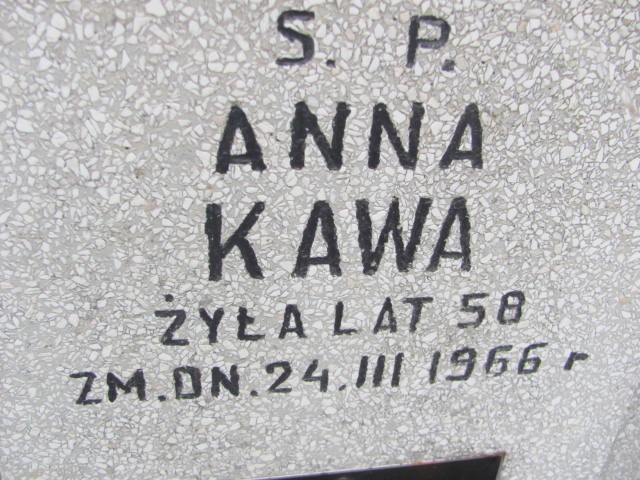 S. P.
ANNA
KAWA
ŻYŁA LAT 58
ZM. DN. 24. III 1966 r